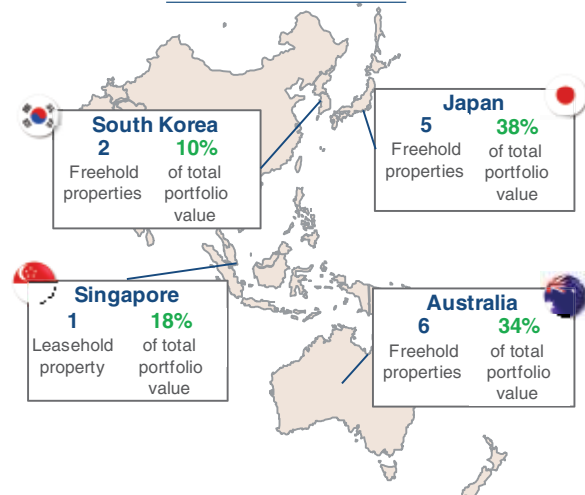 South Korea
2 10%
Freehold of total
properties portfolio
value
Japan
5 38%
Freehold of total
properties portfolio
value
Singapore
1 18%
Leasehold of total
property portfolio
value
Australia
6 34%
Freehold of total
properties portfolio
value